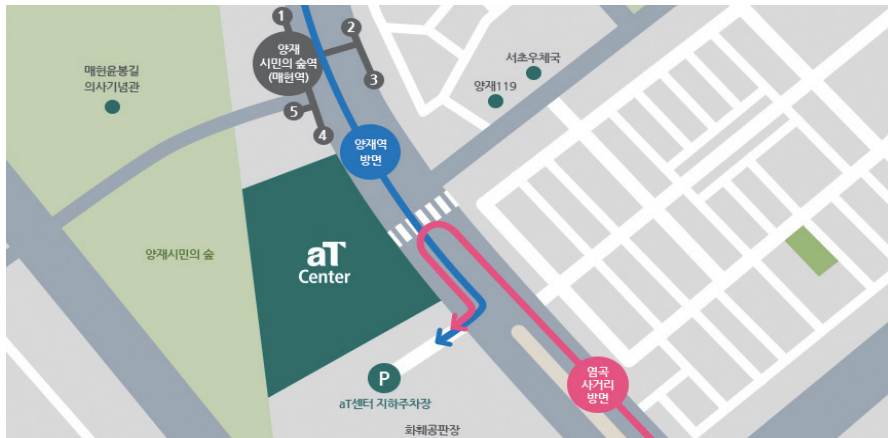 1
양재
시민의 숲역
(매헌역)
2
3
5
4
매헌윤봉길
의사기념관
서초우체국
양재119
양재역
방면
양재시민의 숲
aT
Center
P
aT센터 지하주차장
화훼공판장
염곡
사거리
방면